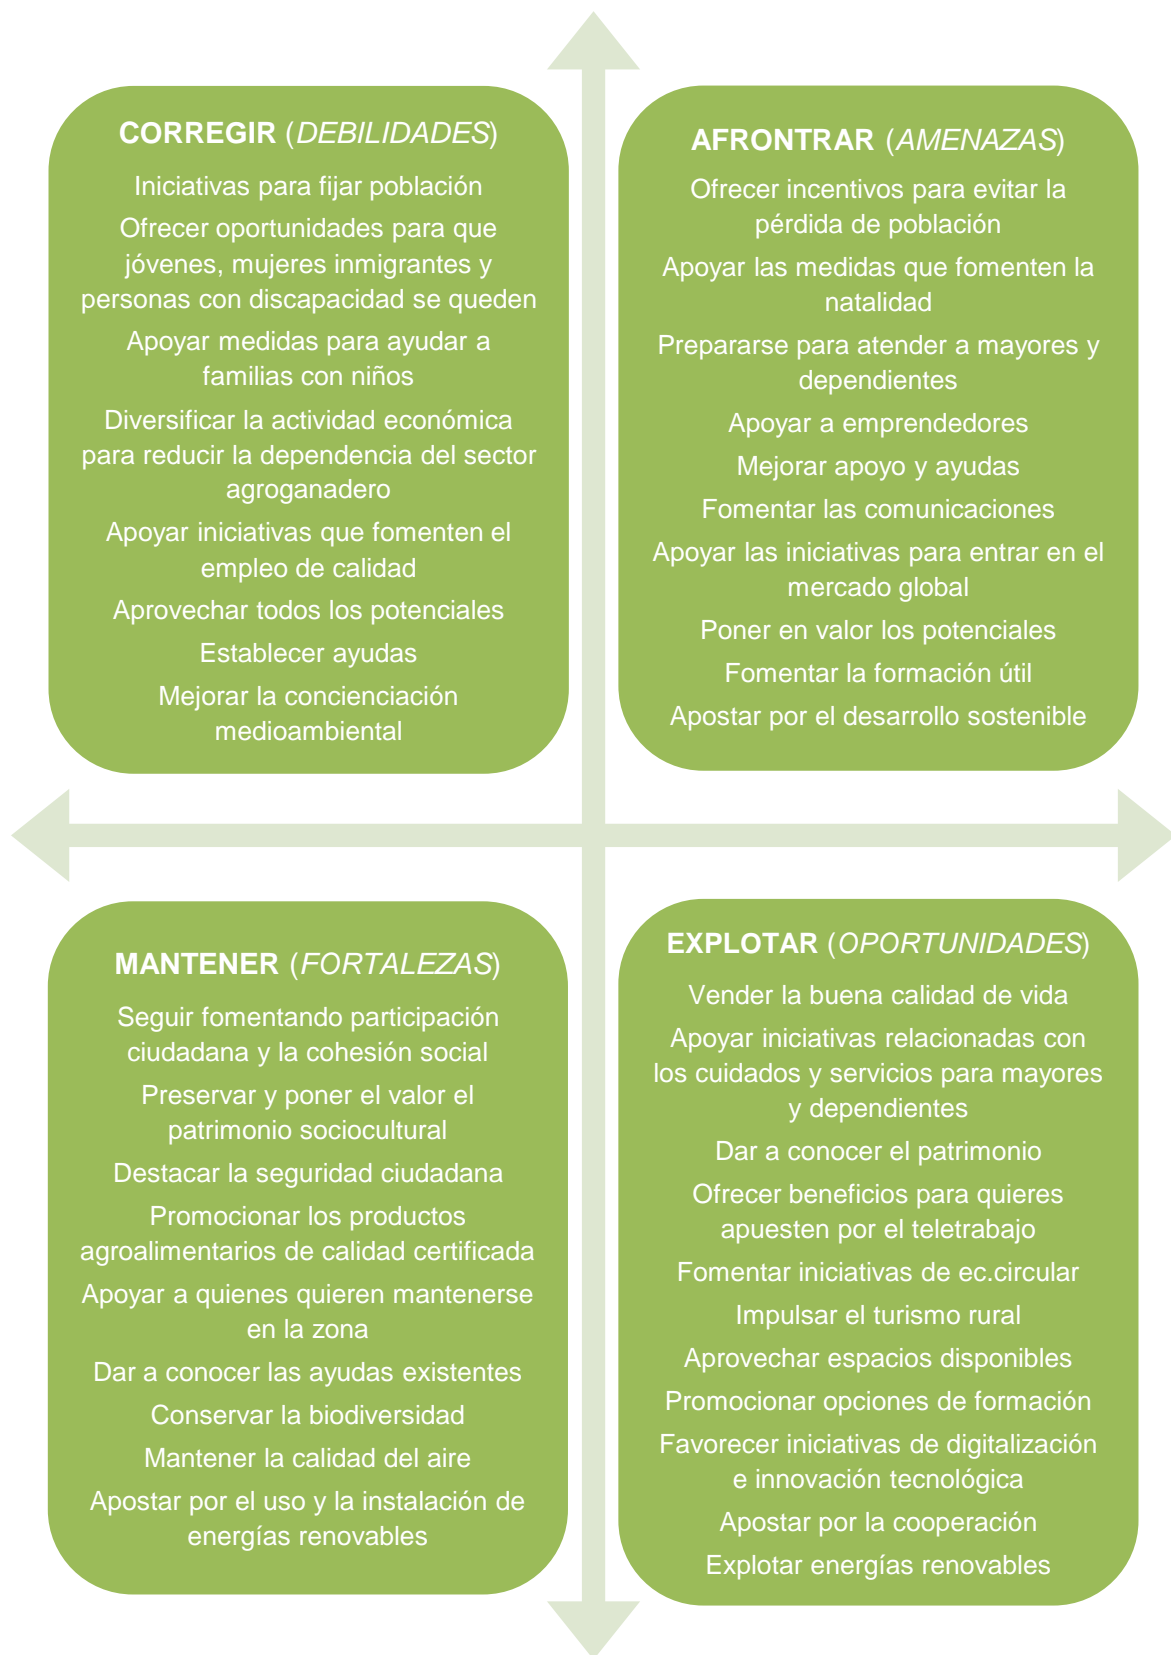 CORREGIR (DEBILIDADES)
Iniciativas para fijar población
Ofrecer oportunidades para que
jóvenes, mujeres inmigrantes y
personas con discapacidad se queden
Apoyar medidas para ayudar a
familias con niños
Diversificar la actividad económica
para reducir la dependencia del sector
agroganadero
Apoyar iniciativas que fomenten el
empleo de calidad
Aprovechar todos los potenciales
Establecer ayudas
Mejorar la concienciación
medioambiental
AFRONTRAR (AMENAZAS)
Ofrecer incentivos para evitar la
pérdida de población
Apoyar las medidas que fomenten la
natalidad
Prepararse para atender a mayores y
dependientes
Apoyar a emprendedores
Mejorar apoyo y ayudas
Fomentar las comunicaciones
Apoyar las iniciativas para entrar en el
mercado global
Poner en valor los potenciales
Fomentar la formación útil
Apostar por el desarrollo sostenible
MANTENER (FORTALEZAS)
Seguir fomentando participación
ciudadana y la cohesión social
Preservar y poner el valor el
patrimonio sociocultural
Destacar la seguridad ciudadana
Promocionar los productos
agroalimentarios de calidad certificada
Apoyar a quienes quieren mantenerse
en la zona
Dar a conocer las ayudas existentes
Conservar la biodiversidad
Mantener la calidad del aire
Apostar por el uso y la instalación de
energías renovables
EXPLOTAR (OPORTUNIDADES)
Vender la buena calidad de vida
Apoyar iniciativas relacionadas con
los cuidados y servicios para mayores
y dependientes
Dar a conocer el patrimonio
Ofrecer beneficios para quieres
apuesten por el teletrabajo
Fomentar iniciativas de ec.circular
Impulsar el turismo rural
Aprovechar espacios disponibles
Promocionar opciones de formación
Favorecer iniciativas de digitalización
e innovación tecnológica
Apostar por la cooperación
Explotar energías renovables